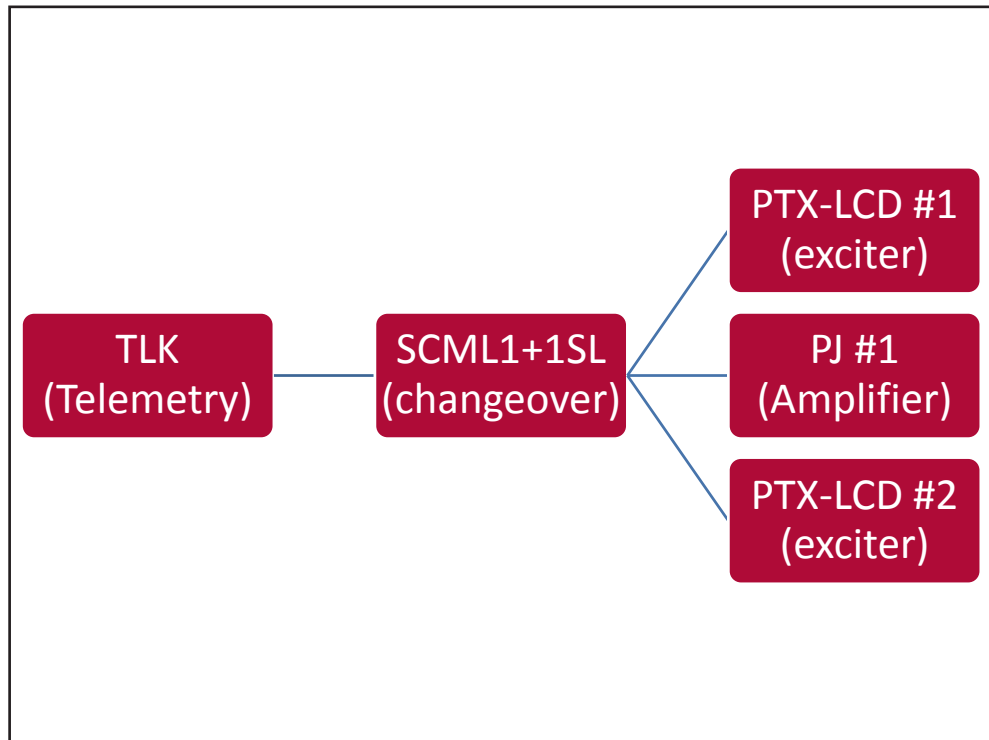 TLK
(Telemetry)
SCML1+1SL
(changeover)
PTX-LCD #1
(exciter)
PJ #1
(Amplifier)
PTX-LCD #2
(exciter)